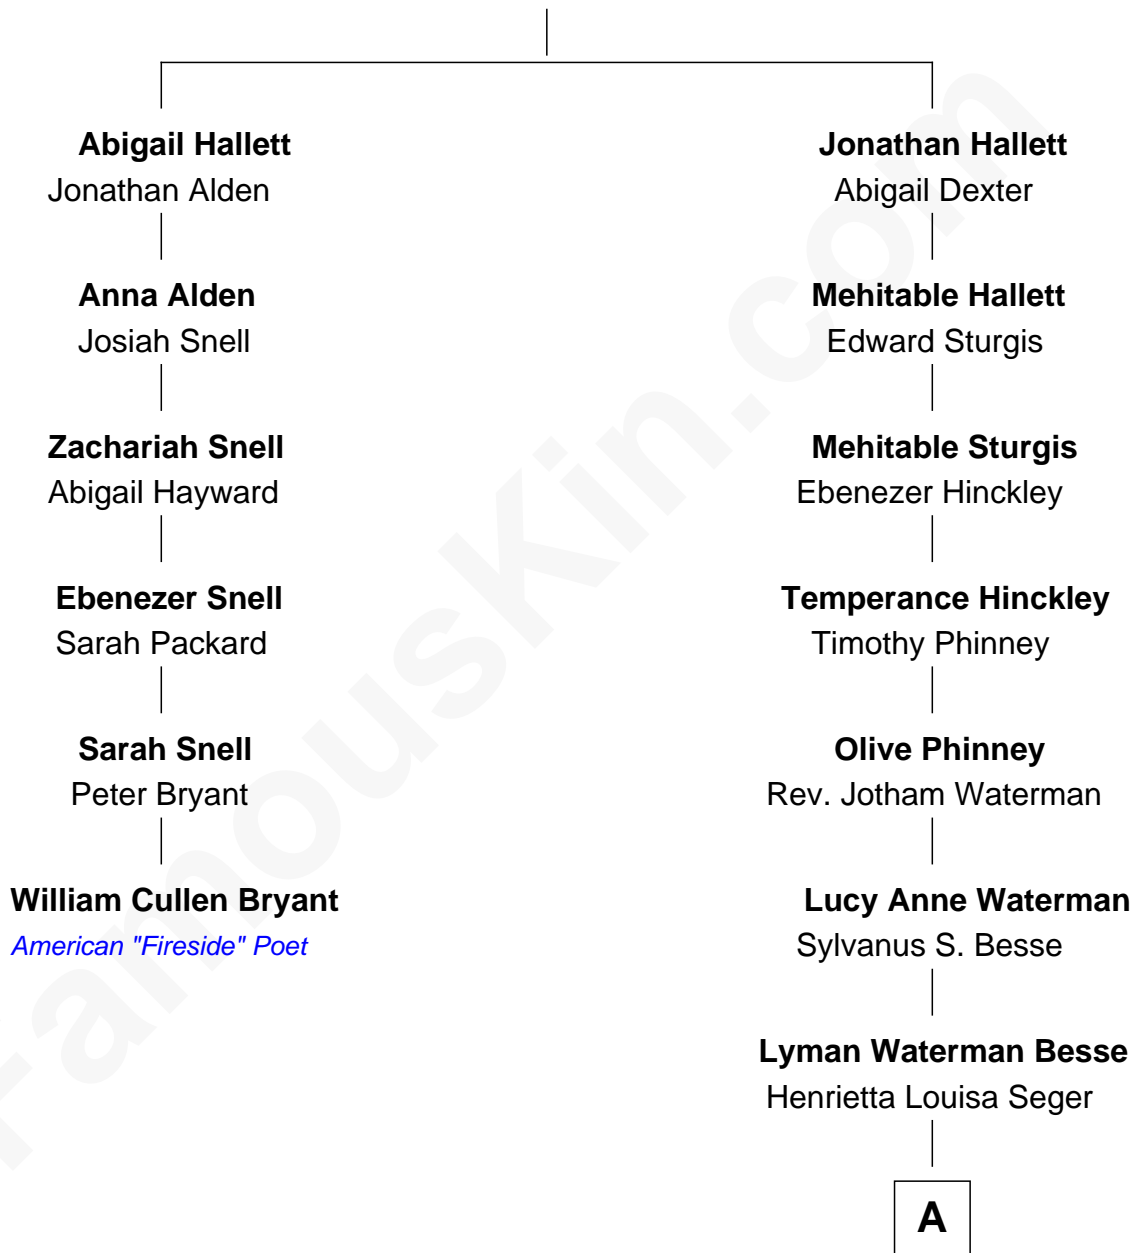 Abigail Hallett
Jonathan Alden
Anna Alden
Josiah Snell
Zachariah Snell
Abigail Hayward
Ebenezer Snell
Sarah Packard
Sarah Snell
Peter Bryant
William Cullen Bryant
American "Fireside" Poet
Jonathan Hallett
Abigail Dexter
Mehitable Hallett
Edward Sturgis
Mehitable Sturgis
Ebenezer Hinckley
Temperance Hinckley
Timothy Phinney
Olive Phinney
Rev. Jotham Waterman
Lucy Anne Waterman
Sylvanus S. Besse
Lyman Waterman Besse
Henrietta Louisa Seger
A
FamousKin.com